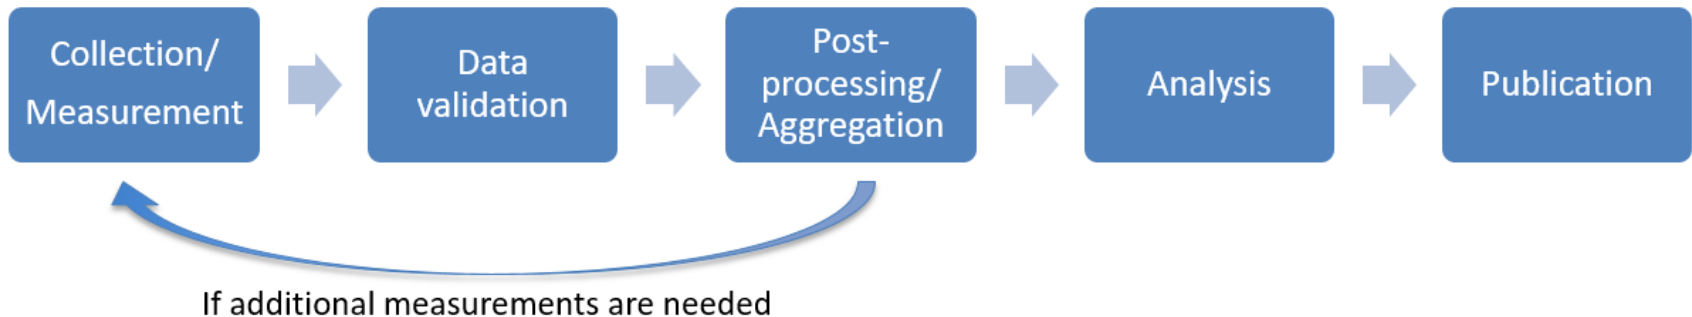 Collection/
Measurement
Data
validation
Post-
processing/
Aggregation
Analysis
Publication
If additional measurements are needed